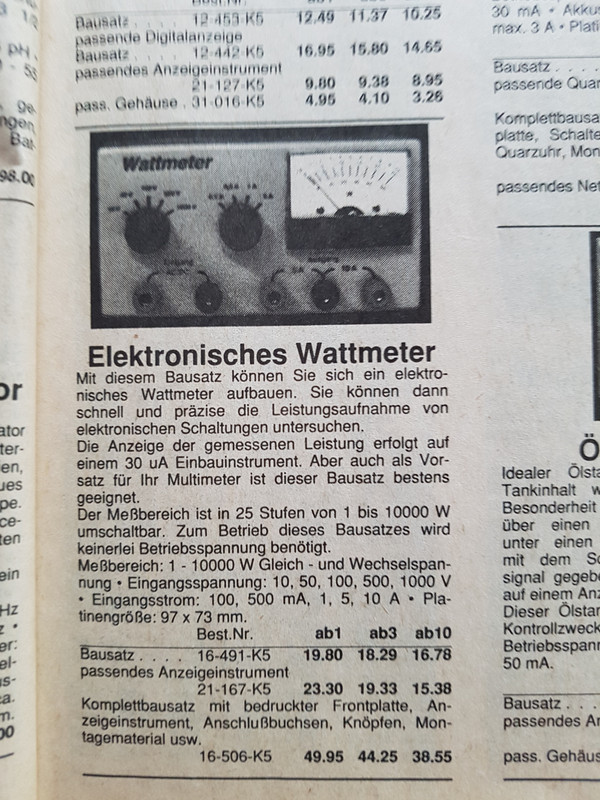 Bausatz . . . . 12-453-K5 12.49 11.37 10.25
passende Digitalanzeige
Bausatz . . . . 12-442-K5 16.95 15.80 14.65
passendes Anzeigeinstrument
21-127-K5 9.80 9.38 8.95
pass. Gehäuse . 31-016-K5 4.95 4.10 3.26
Wattmeter
Eingang
Ausgang
Elektronisches Wattmeter
Mit diesem Bausatz können Sie sich ein elektro-
nisches Wattmeter aufbauen. Sie können dann
schnell und präzise die Leistungsaufnahme von
elektronischen Schaltungen untersuchen.
Die Anzeige der gemessenen Leistung erfolgt auf
einem 30 uA Einbauinstrument. Aber auch als Vor-
satz für Ihr Multimeter ist dieser Bausatz bestens
geeignet.
Der Meßbereich ist in 25 Stufen von 1 bis 10000 W
umschaltbar. Zum Betrieb dieses Bausatzes wird
keinerlei Betriebsspannung benötigt.
Meßbereich: 1 - 10000 W Gleich - und Wechselspan-
nung • Eingangsspannung: 10, 50, 100, 500, 1000 V
• Eingangsstrom: 100, 500 mA, 1, 5, 10 A • Pla-
tinengröße: 97 x 73 mm.
Best.Nr. ab1 ab3 ab10
Bausatz . . . . 16-491-K5 19.80 18.29 16.78
passendes Anzeigeinstrument
21-167-K5 23.30 19.33 15.38
Komplettbausatz mit bedruckter Frontplatte, An-
zeigeinstrument, Anschlußbuchsen, Knöpfen, Mon-
tagematerial usw.
16-506-K5 49.95 44.25 38.55
30 mA • Akku
max. 3 A • Plati
Bausatz . . . .
passende Quar
Komplettbausa
platte, Schalte
Quarzuhr, Mon
passendes Net
Ö
Idealer Ölsta
Tankinhalt w
Besonderheit
über einen
unter einen
mit dem Sc
signal gegebe
auf einem Anz
Dieser Ölstan
Kontrollzweck
Betriebsspann
50 mA.
Bausatz . . .
passendes Ar
pass. Gehäus